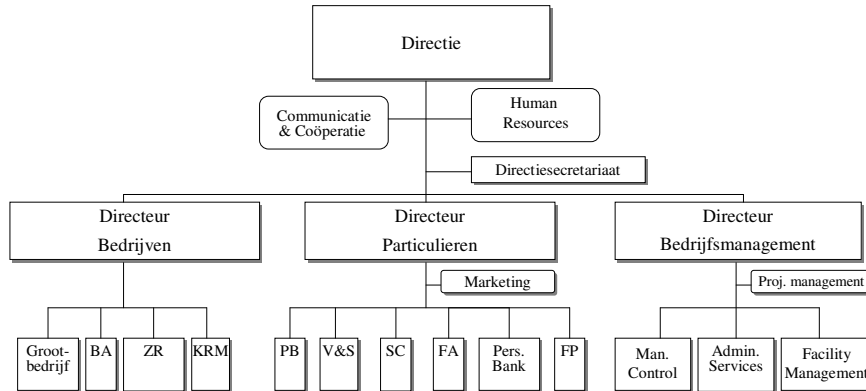 Directie
Communicatie
& Coöperatie
Human
Resources
Directiesecretariaat
Directeur
Bedrijven
Directeur
Particulieren
Directeur
Bedrijfsmanagement
Marketing
Proj. management
Groot-
bedrijf
BA
ZR
KRM
PB
V&S
SC
FA
Pers.
Bank
FP
Man.
Control
Admin.
Services
Facility
Management